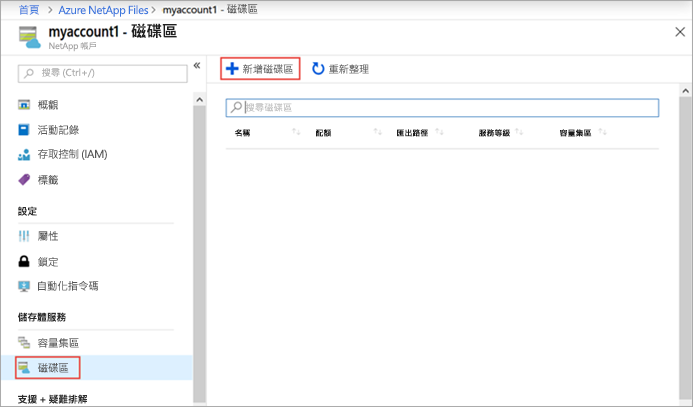 首頁 > Azure NetApp Files > myaccount1 - 磁碟區
myaccount1 - 磁碟區
NetApp 帳戶
搜尋 (Ctrl+/)
概觀
活動記錄
存取控制 (IAM)
標籤
設定
屬性
鎖定
自動化指令碼
儲存體服務
容量集區
磁碟區
支援 + 疑難排解
新增磁碟區
重新整理
搜尋磁碟區
名稱 配額 匯出路徑 服務等級 容量集區